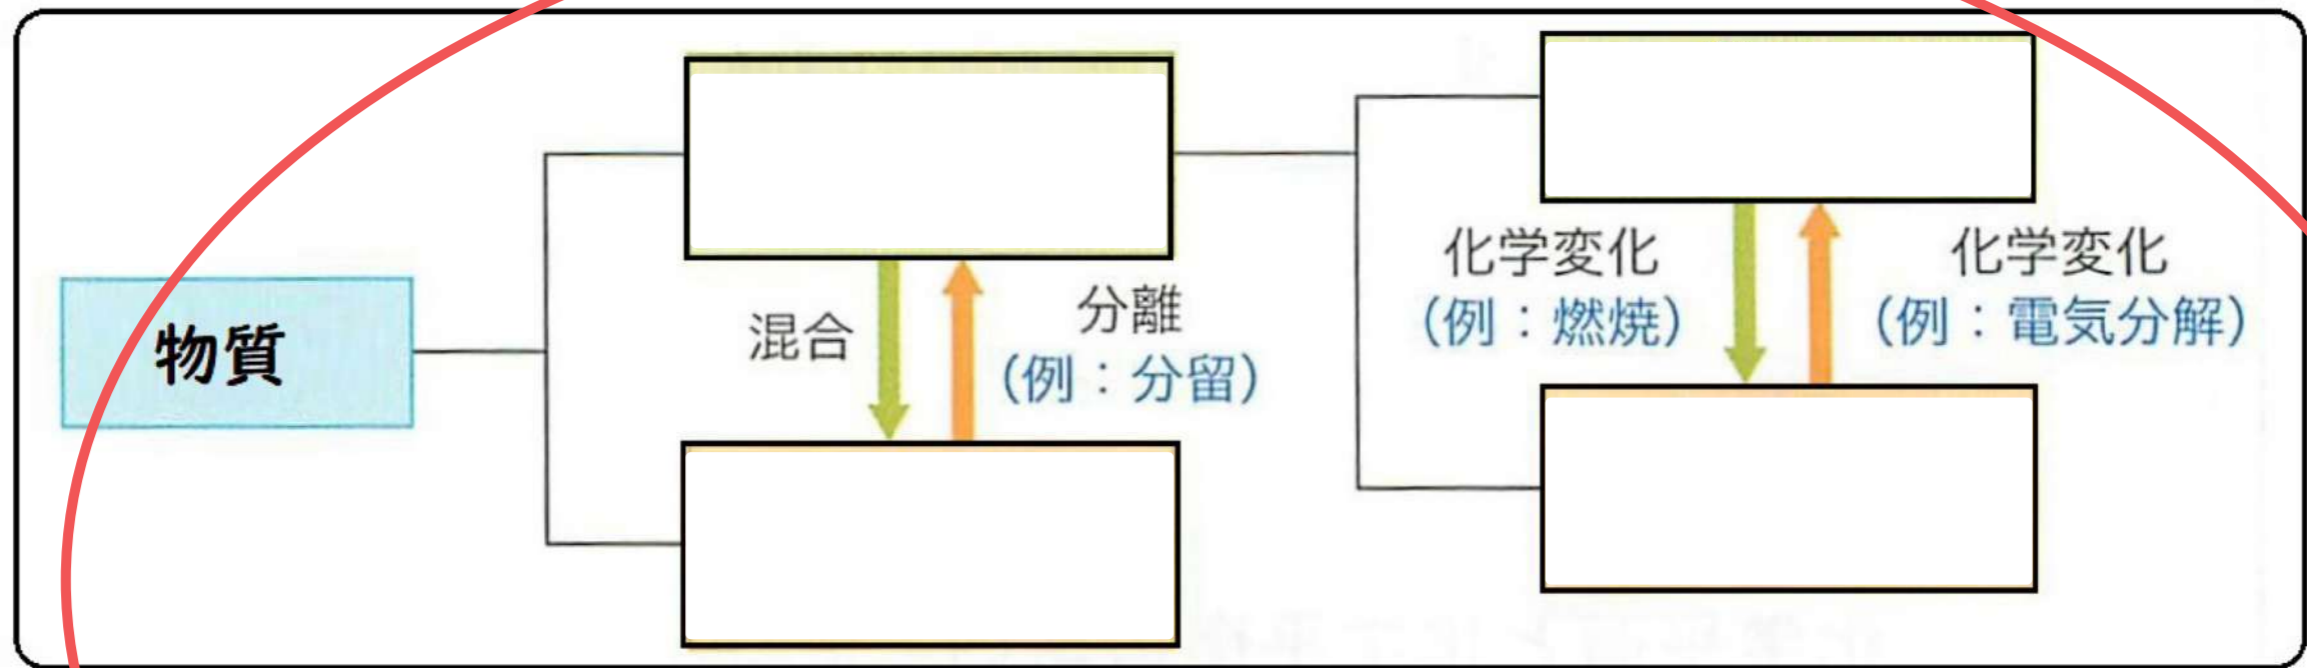 物質
混合
分離
（例：分留）
化学変化
（例：燃焼）
化学変化
（例：電気分解）